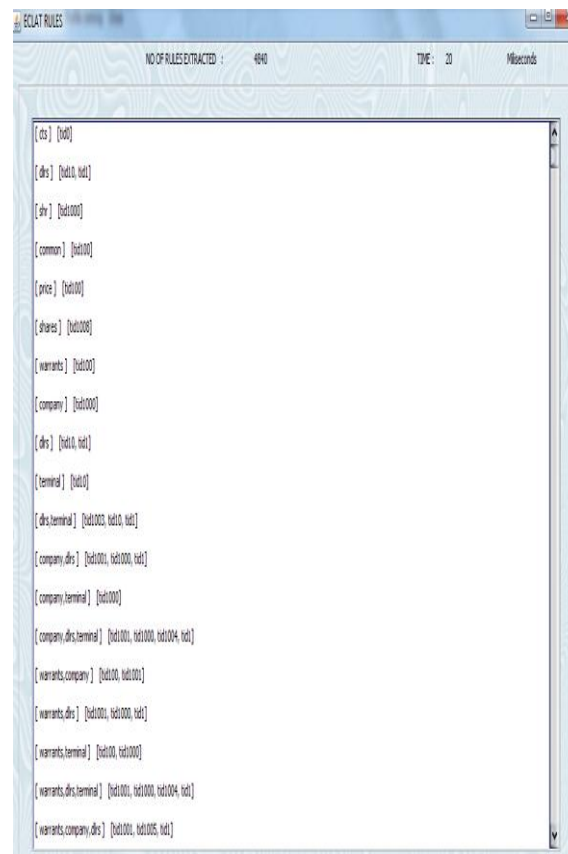 ECLAT RULES
NO OF RULES EXTRACTED : 4840 TIME : 20 Miliseconds
[ cts ] [tid0]
[ dlrs ] [tid10, tid1]
[ shr ] [tid1000]
[ common ] [tid100]
[ price ] [tid100]
[ shares ] [tid1008]
[ warrants ] [tid100]
[ company ] [tid1000]
[ dlrs ] [tid10, tid1]
[ terminal ] [tid10]
[ dlrs,terminal ] [tid1003, tid10, tid1]
[ company,dlrs ] [tid1001, tid1000, tid1]
[ company,terminal ] [tid1000]
[ company,dlrs,terminal ] [tid1001, tid1000, tid1004, tid1]
[ warrants,company ] [tid100, tid1001]
[ warrants,dlrs ] [tid1001, tid1000, tid1]
[ warrants,terminal ] [tid100, tid1000]
[ warrants,dlrs,terminal ] [tid1001, tid1000, tid1004, tid1]
[ warrants,company,dlrs ] [tid1001, tid1005, tid1]